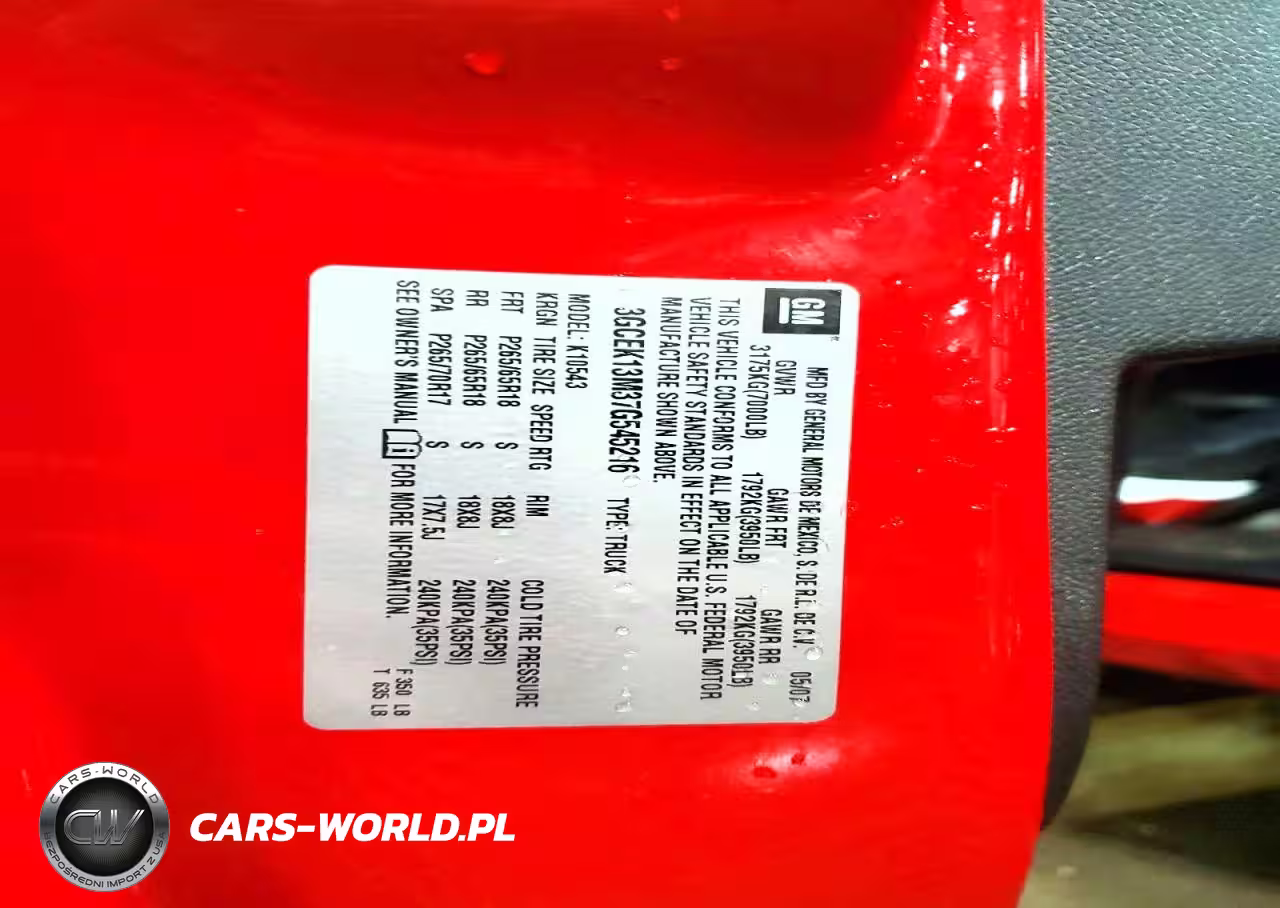 GM
MFD BY GENERAL MOTORS DE MEXICO, S. DE R.L. DE C.V. 05/07
GVWR GAWR FRT GAWR RR
3175KG(7000LB) 1792KG(3950LB) 1792KG(3950LB)
THIS VEHICLE CONFORMS TO ALL APPLICABLE U.S. FEDERAL MOTOR
VEHICLE SAFETY STANDARDS IN EFFECT ON THE DATE OF
MANUFACTURE SHOWN ABOVE.
3GCEK13M37G545216 TYPE: TRUCK
MODEL: K10543
KRGN TIRE SIZE SPEED RTG RIM COLD TIRE PRESSURE
FRT P265/65R18 S 18X8J 240KPA(35PSI)
RR P265/65R18 S 18X8J 240KPA(35PSI)
SPA P265/70R17 S 17X7.5J 240KPA(35PSI)
SEE OWNER'S MANUAL FOR MORE INFORMATION.
F 350 LB
T 635 LB
CARS-WORLD
CW
BEZPOŚREDNI IMPORT Z USA
CARS-WORLD.PL